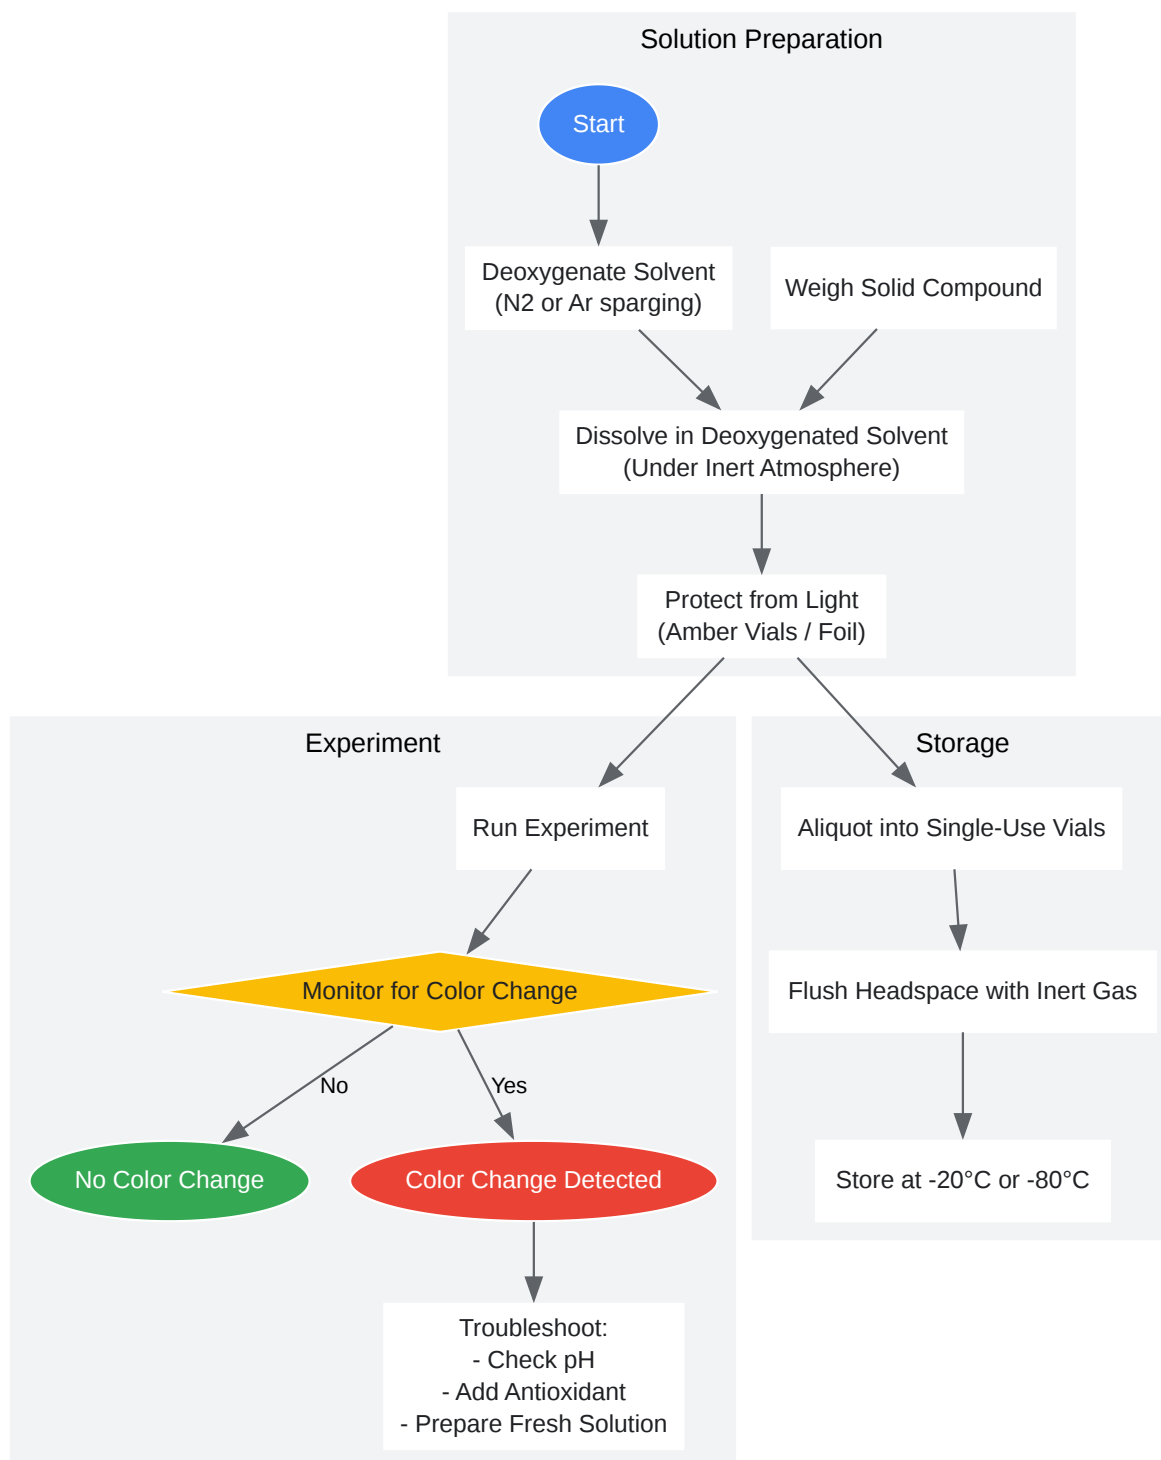 Solution Preparation
Start
Deoxygenate Solvent
(N2 or Ar sparging)
Weigh Solid Compound
Dissolve in Deoxygenated Solvent
(Under Inert Atmosphere)
Protect from Light
(Amber Vials / Foil)
Experiment
Run Experiment
Monitor for Color Change
No
Yes
No Color Change
Color Change Detected
Troubleshoot:
- Check pH
- Add Antioxidant
- Prepare Fresh Solution
Storage
Aliquot into Single-Use Vials
Flush Headspace with Inert Gas
Store at -20°C or -80°C